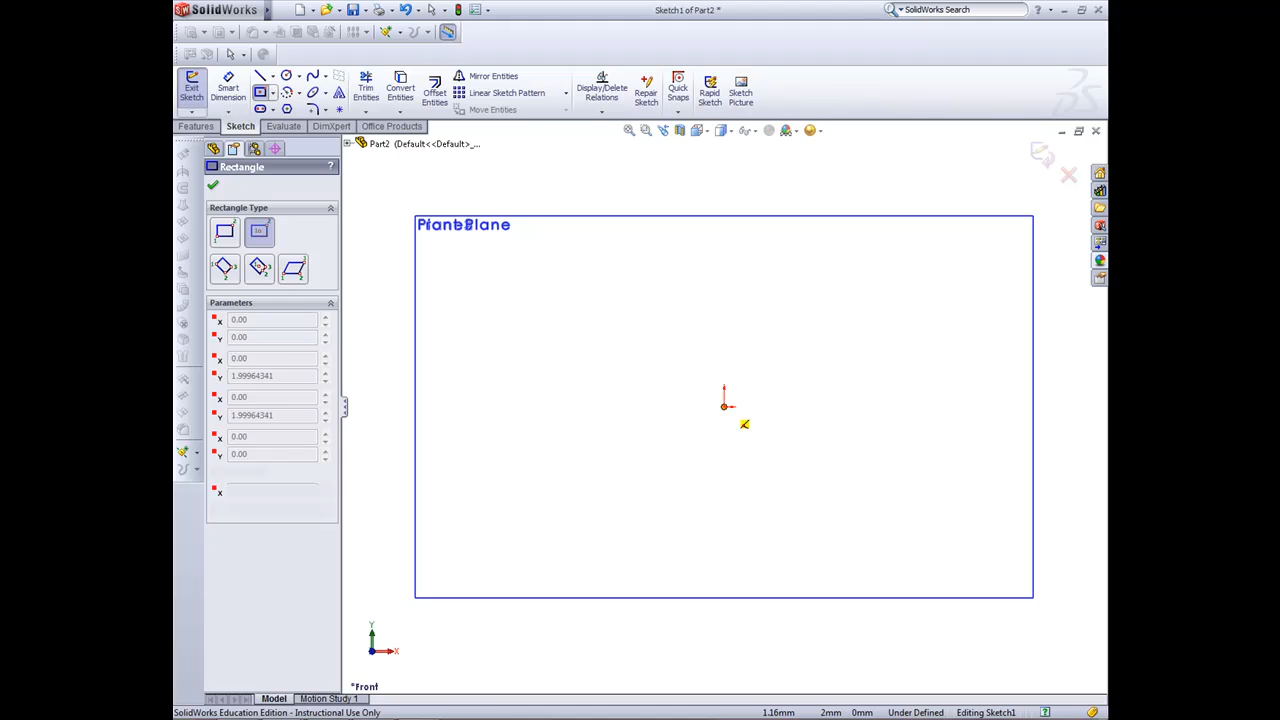 SolidWorks
Sketch1 of Part2 *
SolidWorks Search
Exit Sketch
Smart Dimension
Trim Entities
Convert Entities
Offset Entities
Mirror Entities
Linear Sketch Pattern
Move Entities
Display/Delete Relations
Repair Sketch
Quick Snaps
Rapid Sketch
Sketch Picture
Features
Sketch
Evaluate
DimXpert
Office Products
Part2 (Default<<Default>_...
Rectangle
?
Rectangle Type
Parameters
X 0.00
Y 0.00
X 0.00
Y 1.99964341
X 0.00
Y 1.99964341
X 0.00
Y 0.00
X
Y
X
*Front
Model
Motion Study 1
SolidWorks Education Edition - Instructional Use Only
1.16mm
2mm
0mm
Under Defined
Editing Sketch1